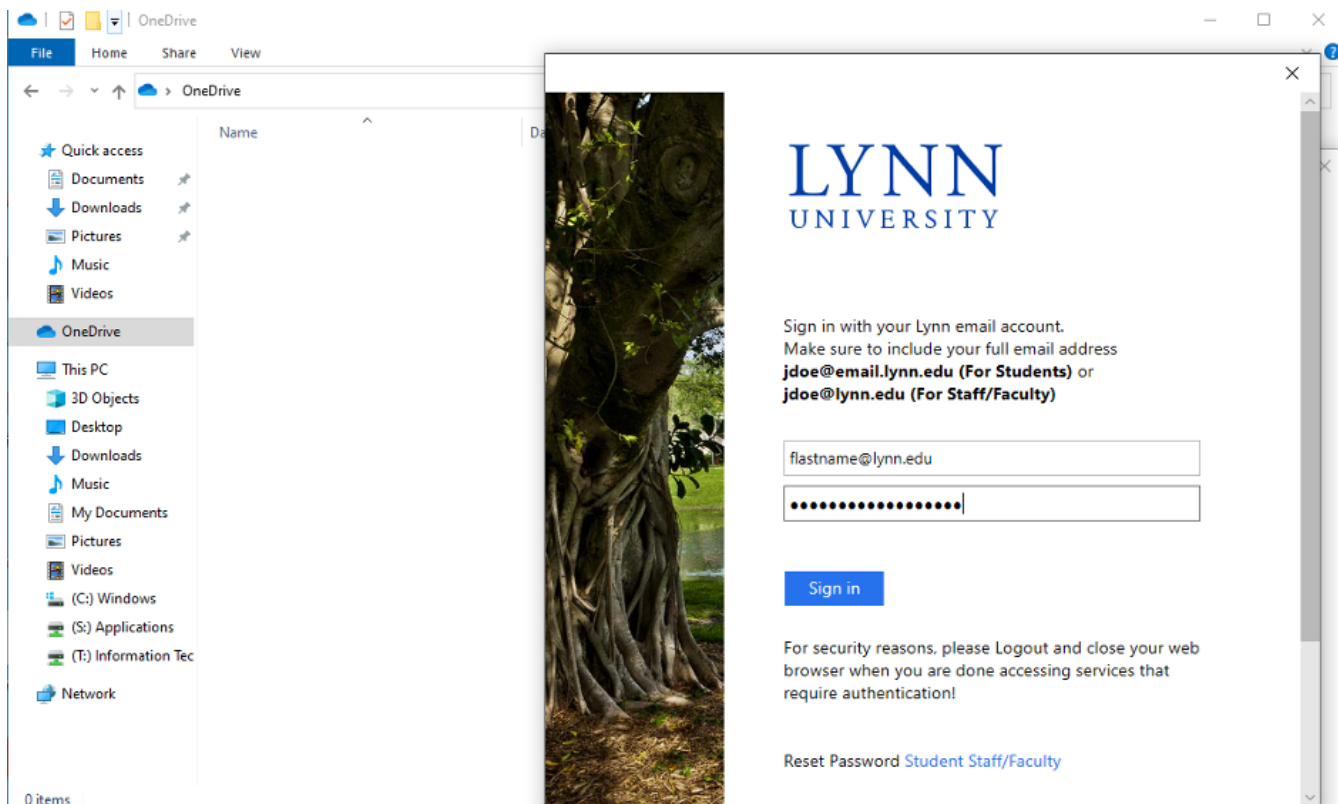 OneDrive
File Home Share View
OneDrive
Name
Da
Quick access
Documents
Downloads
Pictures
Music
Videos
OneDrive
This PC
3D Objects
Desktop
Downloads
Music
My Documents
Pictures
Videos
(C:) Windows
(S:) Applications
(T:) Information Tec
Network
0 items
LYNN
UNIVERSITY
Sign in with your Lynn email account.
Make sure to include your full email address
jdoe@email.lynn.edu (For Students) or
jdoe@lynn.edu (For Staff/Faculty)
flastname@lynn.edu
Sign in
For security reasons, please Logout and close your web
browser when you are done accessing services that
require authentication!
Reset Password Student Staff/Faculty